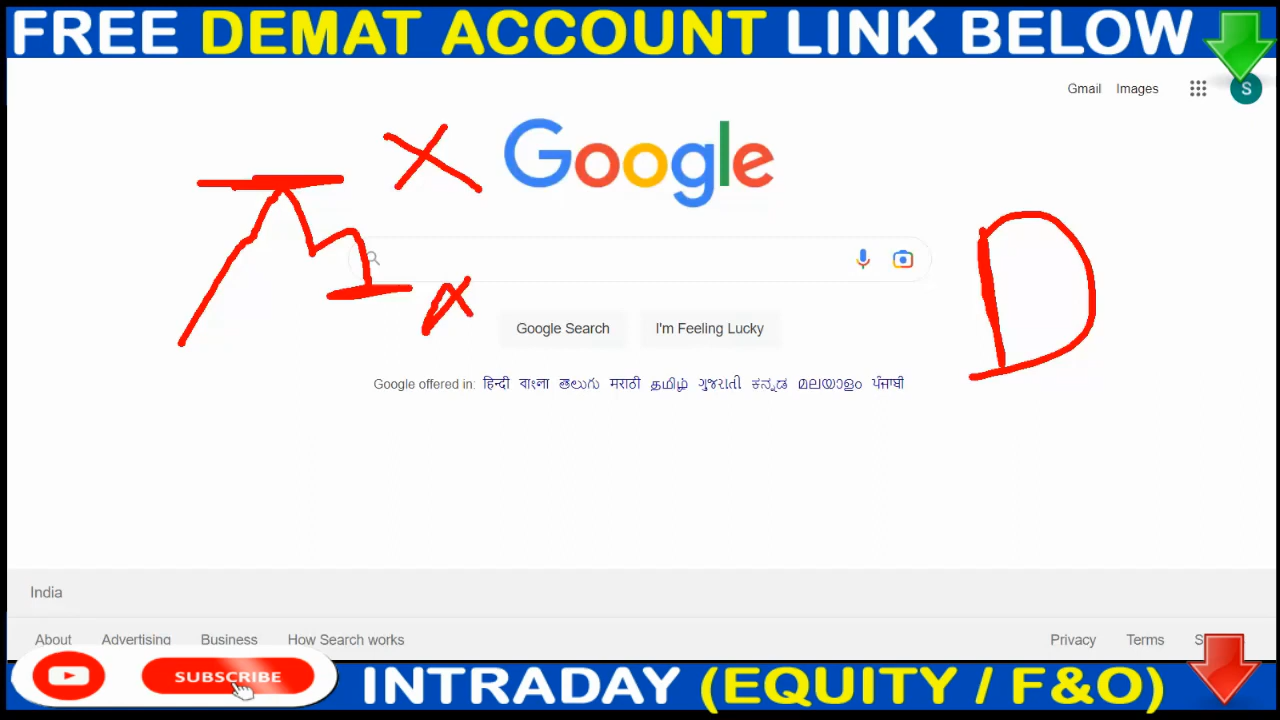 FREE DEMAT ACCOUNT LINK BELOW
Gmail Images S
X
Google
D
Google Search I'm Feeling Lucky
Google offered in: हिन्दी বাংলা తెలుగు मराठी தமிழ் ગુજરાતી ಕನ್ನಡ മലയാളം ਪੰਜਾਬੀ
India
About Advertising Business How Search works Privacy Terms
SUBSCRIBE
INTRADAY (EQUITY / F&O)